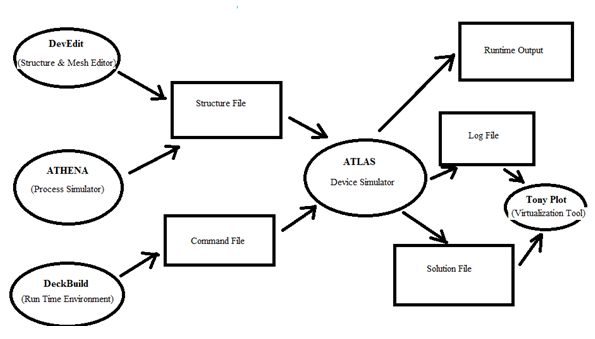 DevEdit
(Structure & Mesh Editor)
Structure File
Runtime Output
Log File
ATHENA
(Process Simulator)
ATLAS
Device Simulator
Tony Plot
(Virtualization Tool)
Command File
Solution File
DeckBuild
(Run Time Environment)